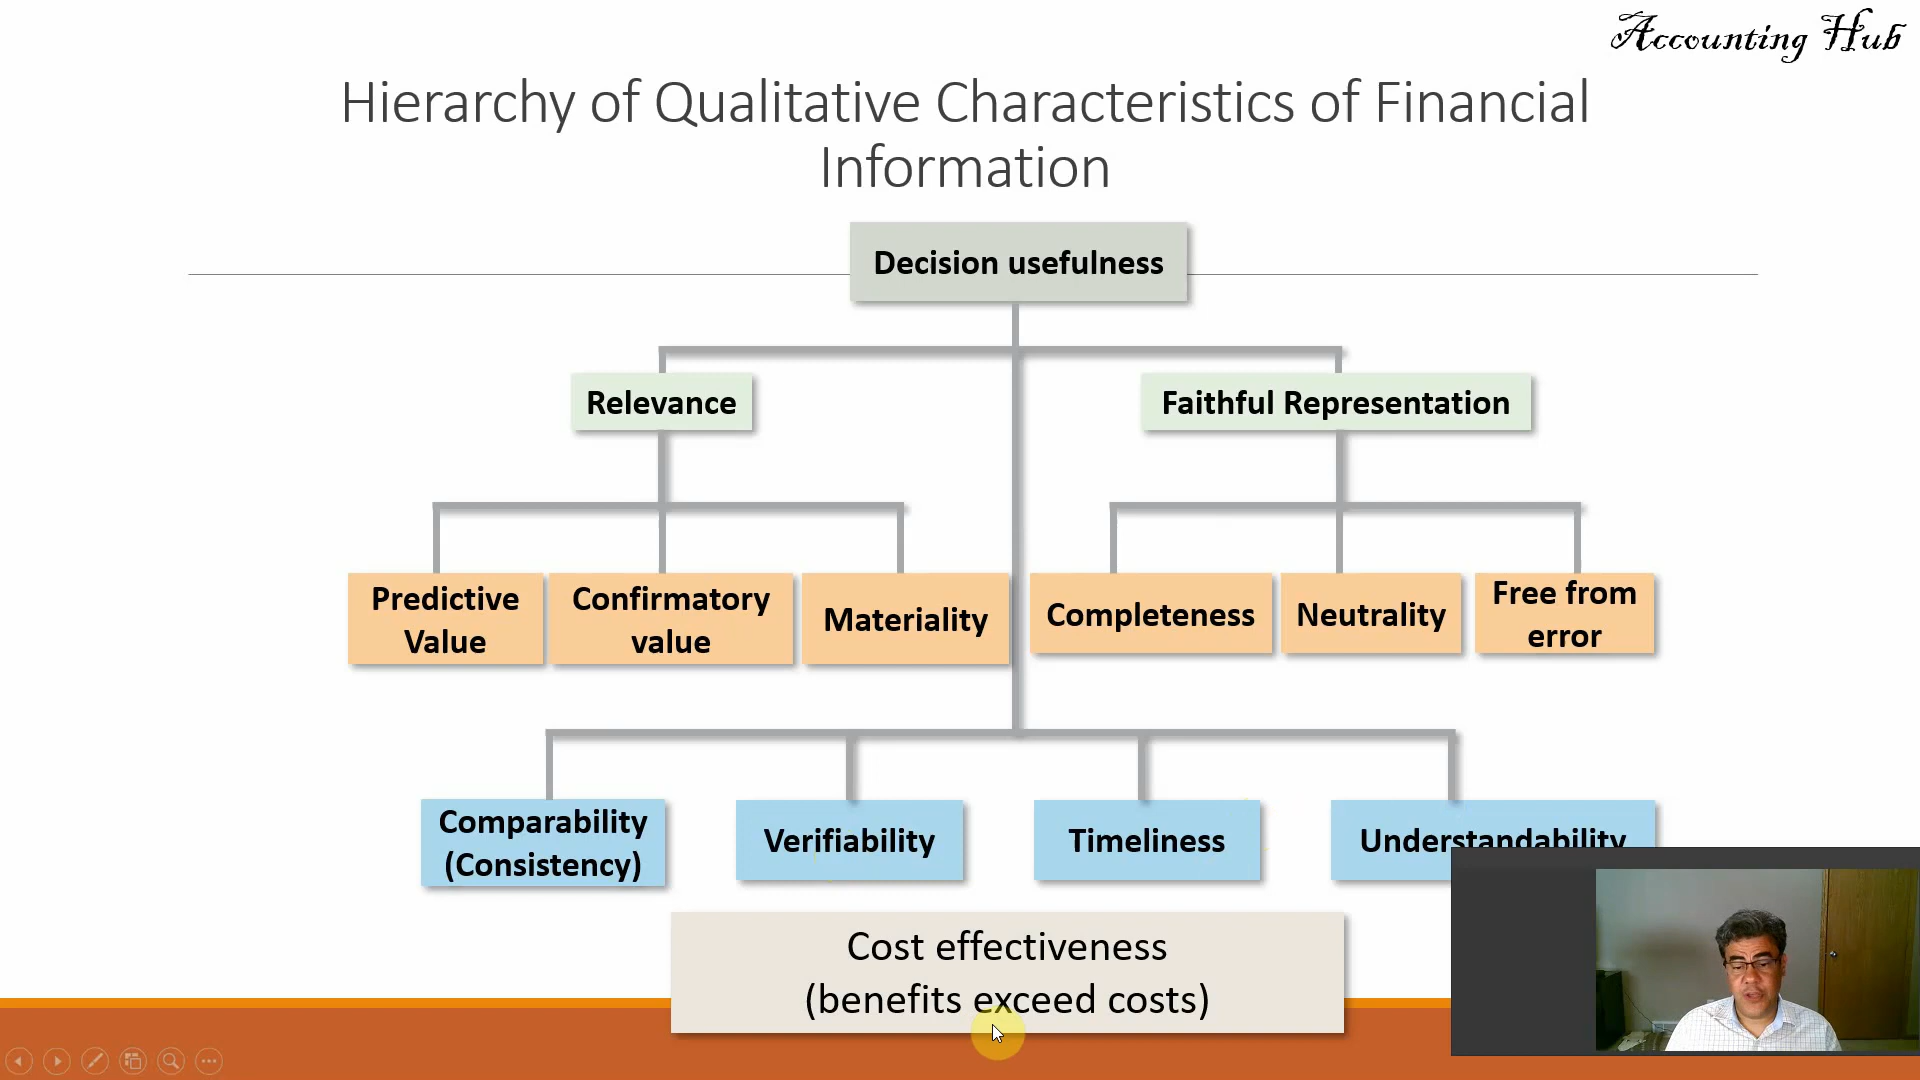 Accounting Hub
Hierarchy of Qualitative Characteristics of Financial
Information
Decision usefulness
Relevance
Faithful Representation
Predictive
Value
Confirmatory
value
Materiality
Completeness
Neutrality
Free from
error
Comparability
(Consistency)
Verifiability
Timeliness
Understandability
Cost effectiveness
(benefits exceed costs)